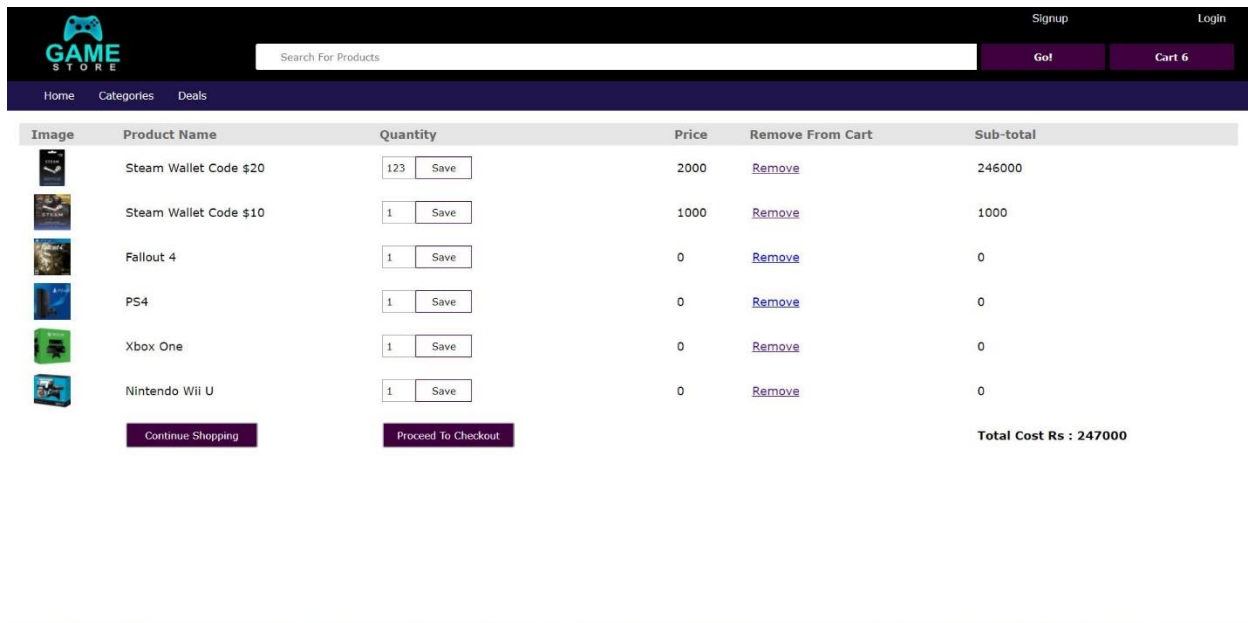 Signup Login
GAME
STORE
Search For Products Go! Cart 6
Home Categories Deals
Image Product Name Quantity Price Remove From Cart Sub-total
Steam Wallet Code $20 123 Save 2000 Remove 246000
Steam Wallet Code $10 1 Save 1000 Remove 1000
Fallout 4 1 Save 0 Remove 0
PS4 1 Save 0 Remove 0
Xbox One 1 Save 0 Remove 0
Nintendo Wii U 1 Save 0 Remove 0
Continue Shopping Proceed To Checkout Total Cost Rs : 247000